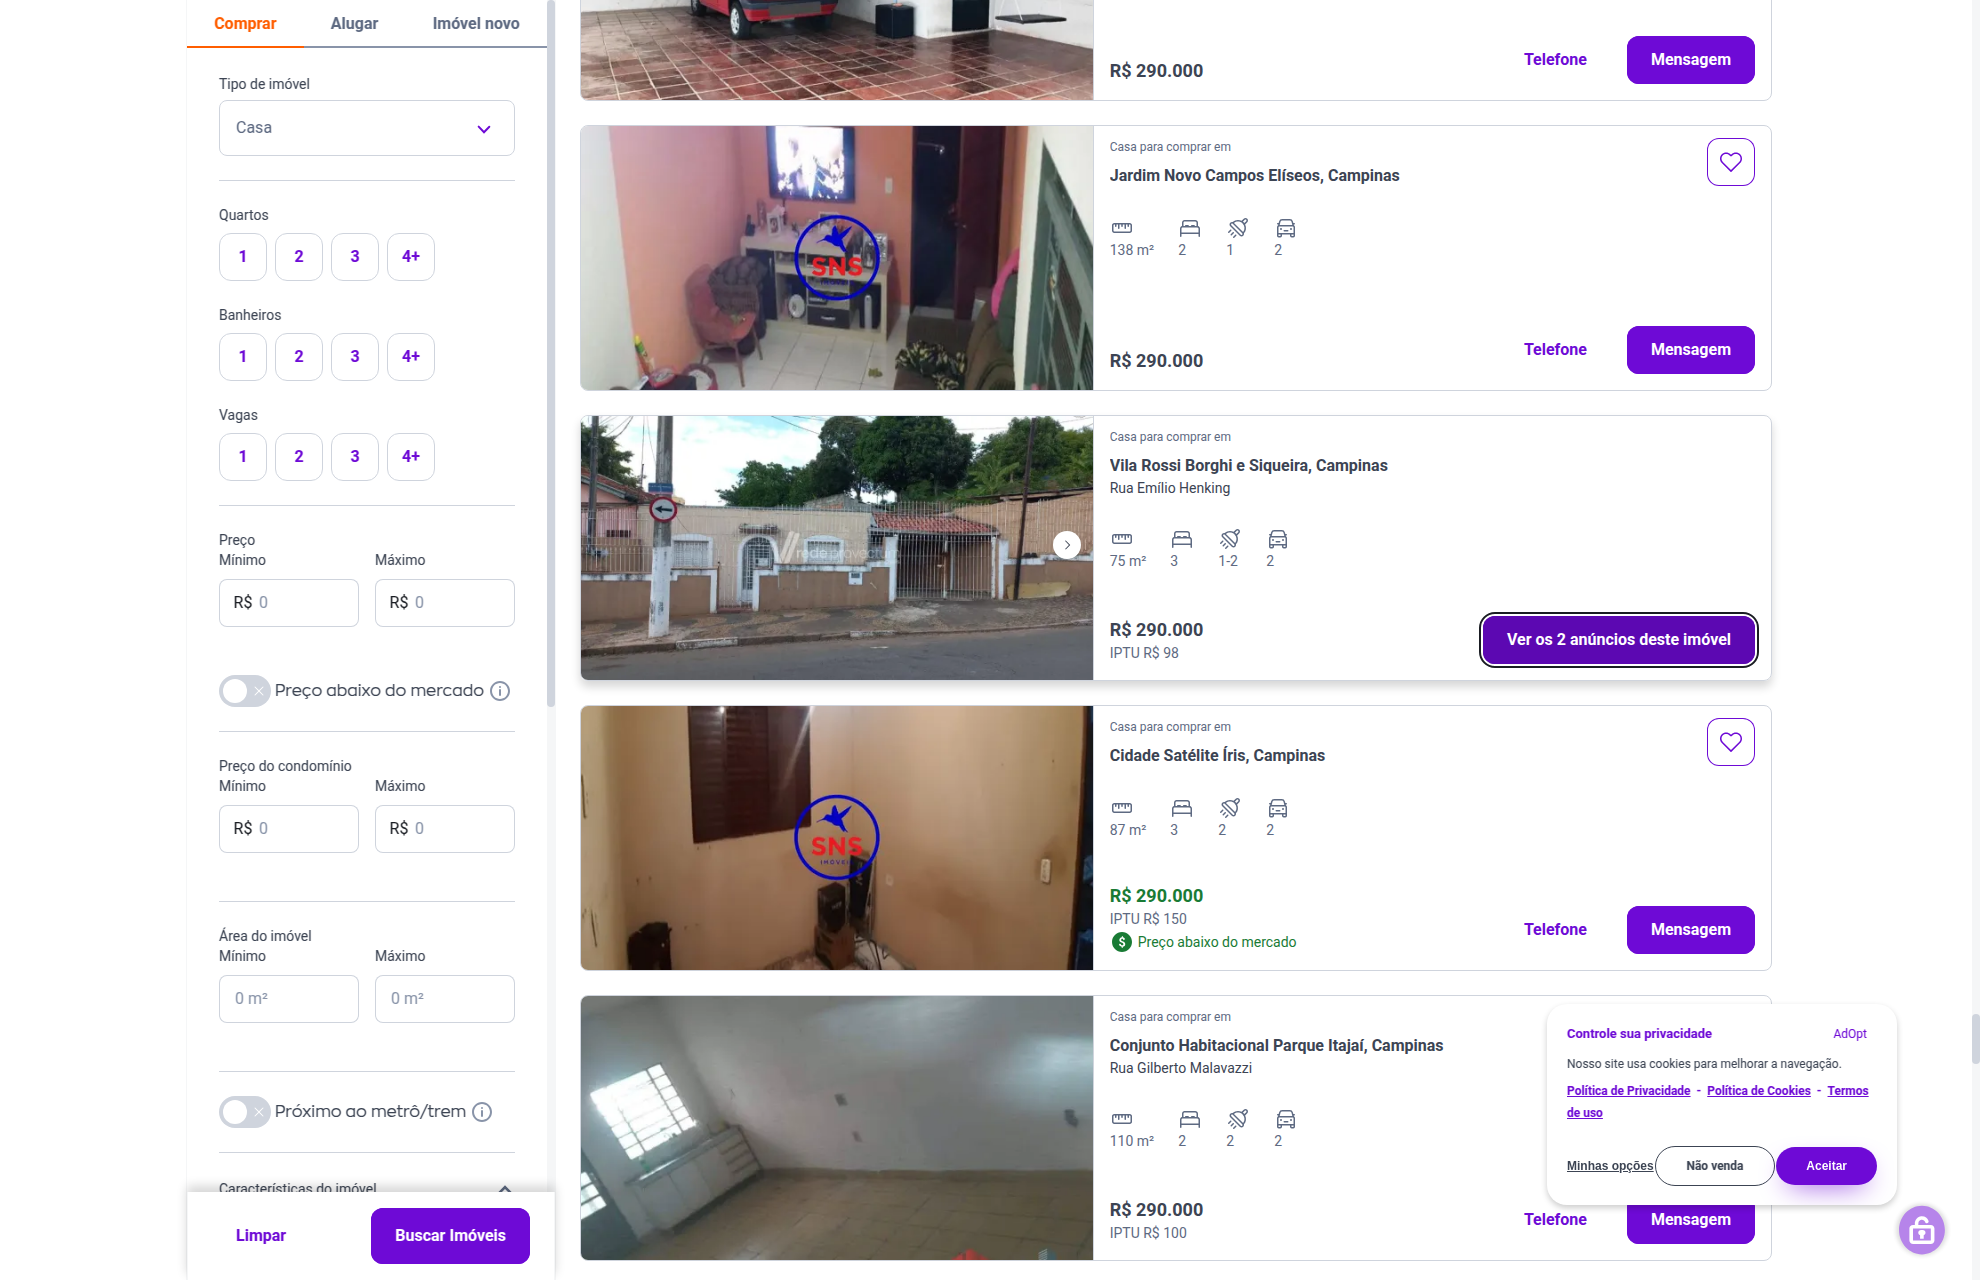 Comprar
Alugar
Imóvel novo
Tipo de imóvel
Casa
Quartos
1
2
3
4+
Banheiros
1
2
3
4+
Vagas
1
2
3
4+
Preço
Mínimo
Máximo
R$ 0
R$ 0
Preço abaixo do mercado
Preço do condomínio
Mínimo
Máximo
R$ 0
R$ 0
Área do imóvel
Mínimo
Máximo
0 m²
0 m²
Próximo ao metrô/trem
Características do imóvel
Limpar
Buscar Imóveis
R$ 290.000
Telefone
Mensagem
SNS
Casa para comprar em
Jardim Novo Campos Elíseos, Campinas
138 m²
2
1
2
R$ 290.000
Telefone
Mensagem
rede provectum
Casa para comprar em
Vila Rossi Borghi e Siqueira, Campinas
Rua Emílio Henking
75 m²
3
1-2
2
R$ 290.000
IPTU R$ 98
Ver os 2 anúncios deste imóvel
SNS
IMÓVEIS
Casa para comprar em
Cidade Satélite Íris, Campinas
87 m²
3
2
2
R$ 290.000
IPTU R$ 150
Preço abaixo do mercado
Telefone
Mensagem
Casa para comprar em
Conjunto Habitacional Parque Itajaí, Campinas
Rua Gilberto Malavazzi
110 m²
2
2
2
R$ 290.000
IPTU R$ 100
Telefone
Mensagem
Controle sua privacidade
AdOpt
Nosso site usa cookies para melhorar a navegação.
Política de Privacidade - Política de Cookies - Termos
de uso
Minhas opções
Não venda
Aceitar